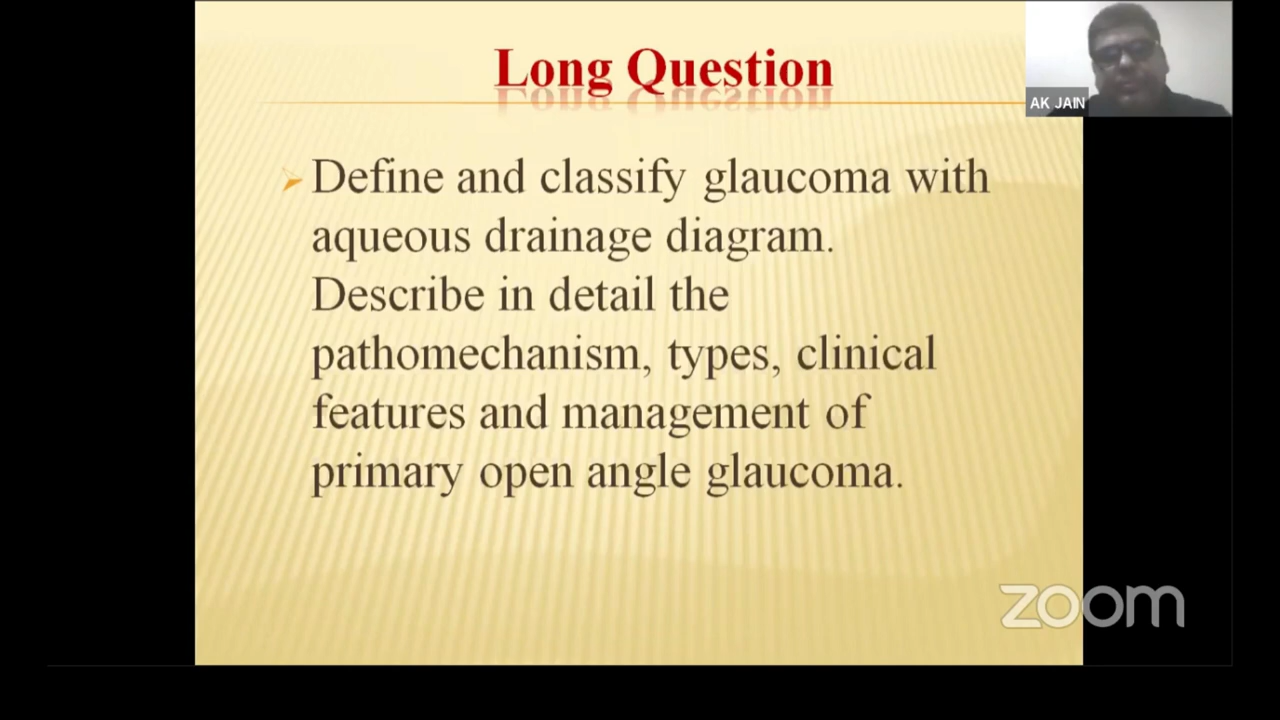 Long Question
AK JAIN
Define and classify glaucoma with
aqueous drainage diagram.
Describe in detail the
pathomechanism, types, clinical
features and management of
primary open angle glaucoma.
zoom